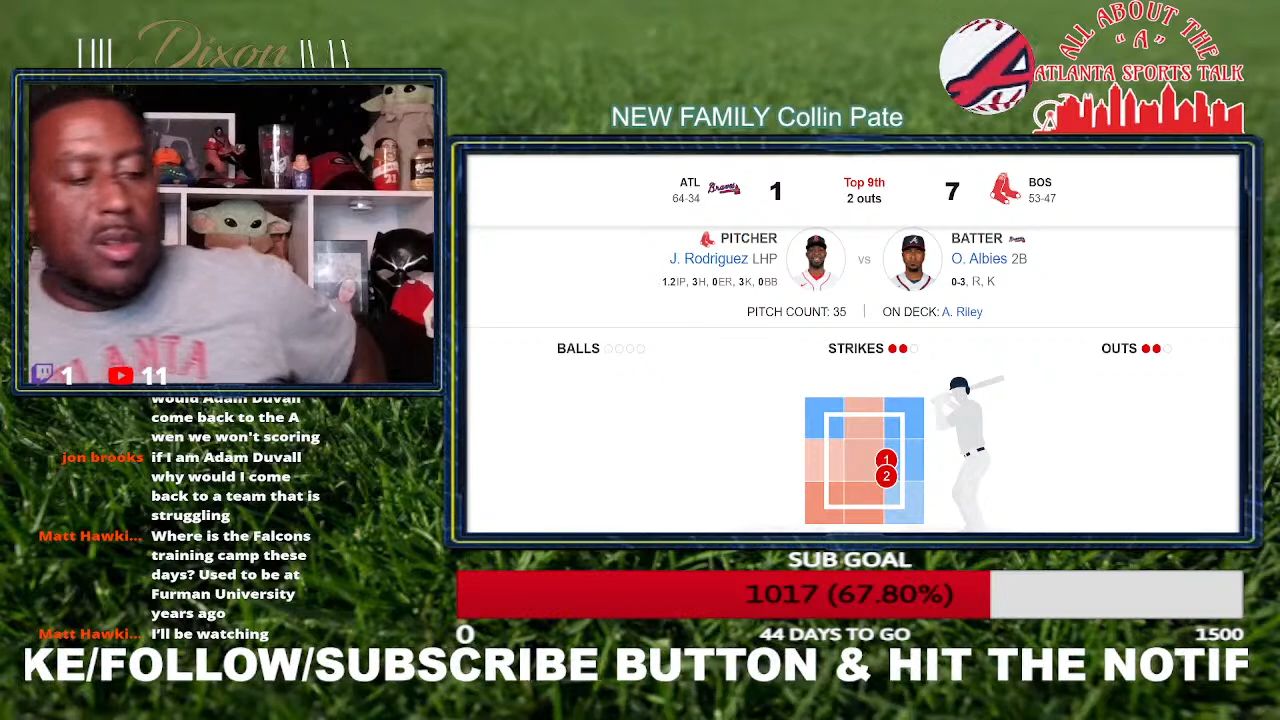 Dixon
ALL ABOUT THE
"A"
ATLANTA SPORTS TALK
NEW FAMILY Collin Pate
ATL
64-34
Braves
1
Top 9th
2 outs
7
BOS
53-47
PITCHER
J. Rodriguez LHP
1.2IP, 3H, 0ER, 3K, 0BB
vs
BATTER
O. Albies 2B
0-3, R, K
PITCH COUNT: 35
ON DECK: A. Riley
BALLS
STRIKES
OUTS
1
2
ATLANTA
1
11
would Adam Duvall
come back to the A
wen we won't scoring
jon brooks if I am Adam Duvall
why would I come
back to a team that is
struggling
Matt Hawki... Where is the Falcons
training camp these
days? Used to be at
Furman University
years ago
Matt Hawki... I'll be watching
SUB GOAL
1017 (67.80%)
0
44 DAYS TO GO
1500
KE/FOLLOW/SUBSCRIBE BUTTON & HIT THE NOTIF